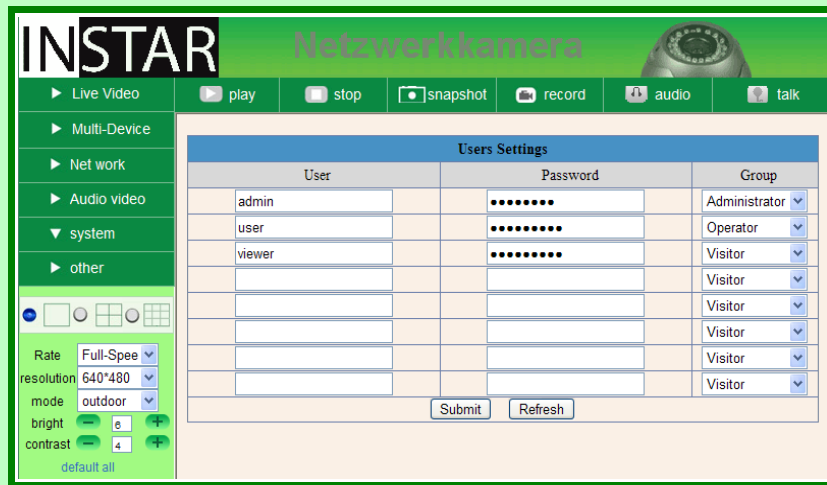 INSTAR
Netzwerkkamera
Live Video
play stop snapshot record audio talk
Multi-Device
Net work
Audio video
system
other
Users Settings
User Password Group
admin •••••••• Administrator
user ••••••••• Operator
viewer ••••••••• Visitor
Visitor
Visitor
Visitor
Visitor
Visitor
Submit Refresh
Rate Full-Spee
resolution 640*480
mode outdoor
bright 6
contrast 4
default all